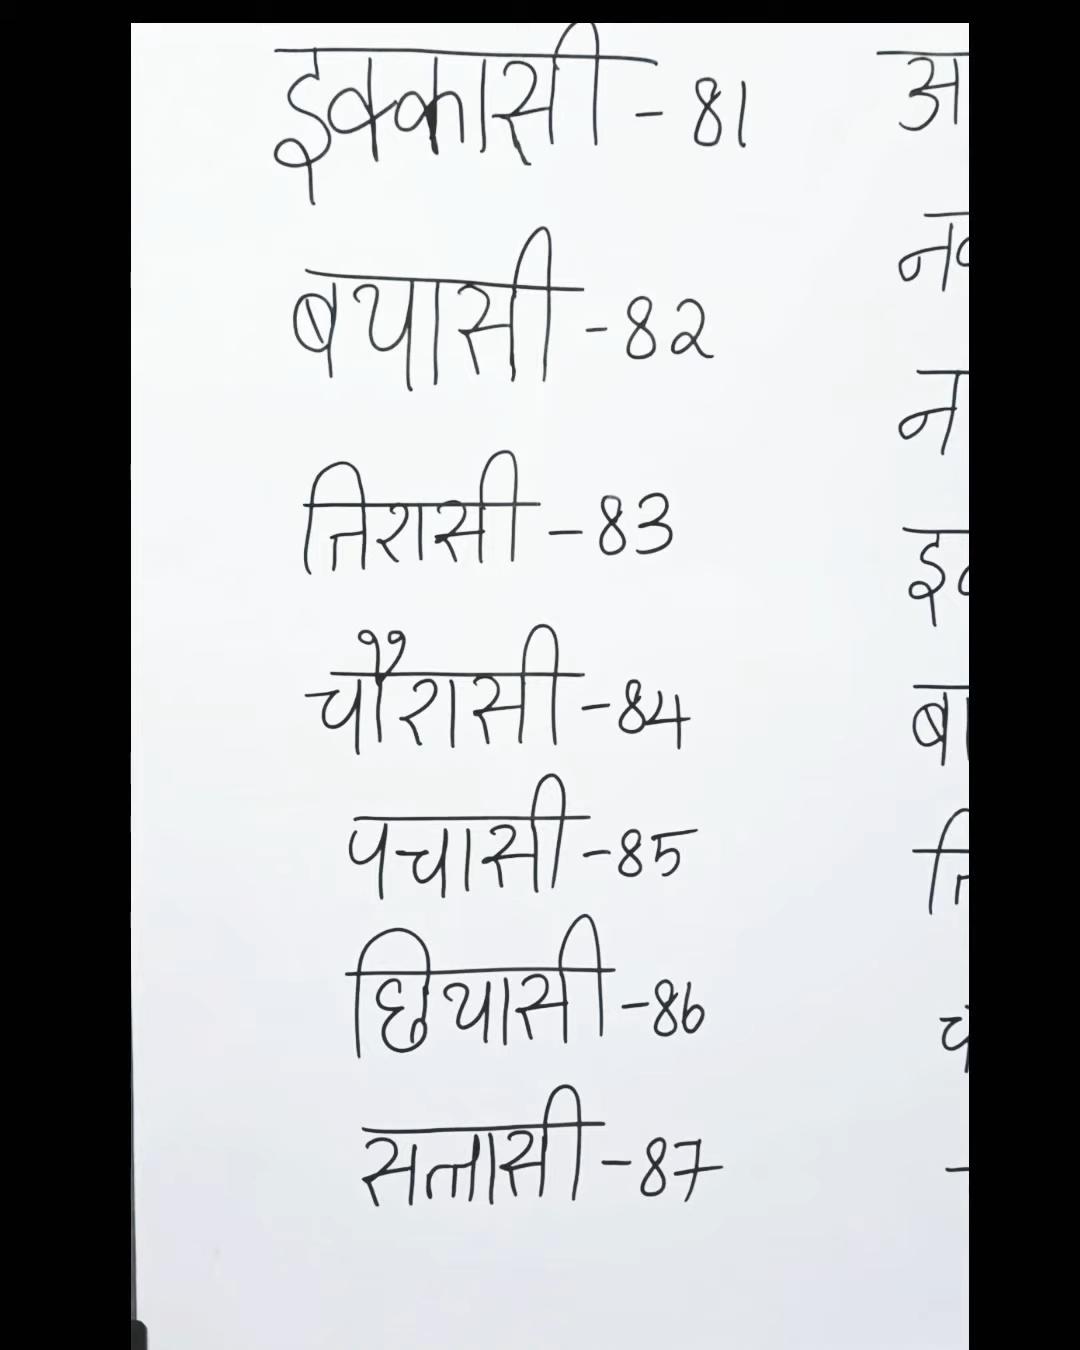 इक्कासी - 81
बयासी - 82
तिरासी - 83
चौरासी - 84
पचासी - 85
छियासी - 86
सतासी - 87